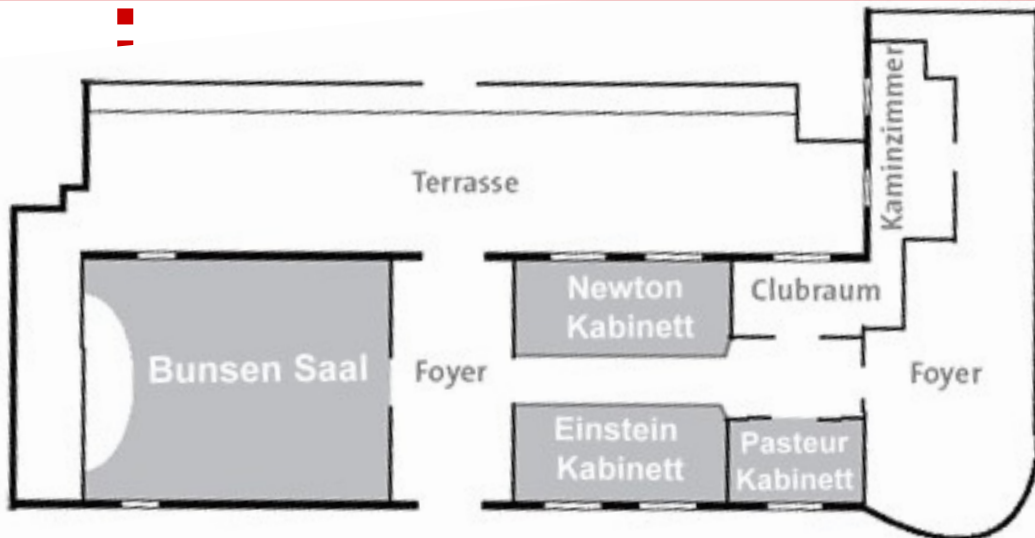 Kaminzimmer
Terrasse
Newton
Kabinett
Clubraum
Bunsen Saal
Foyer
Foyer
Einstein
Kabinett
Pasteur
Kabinett